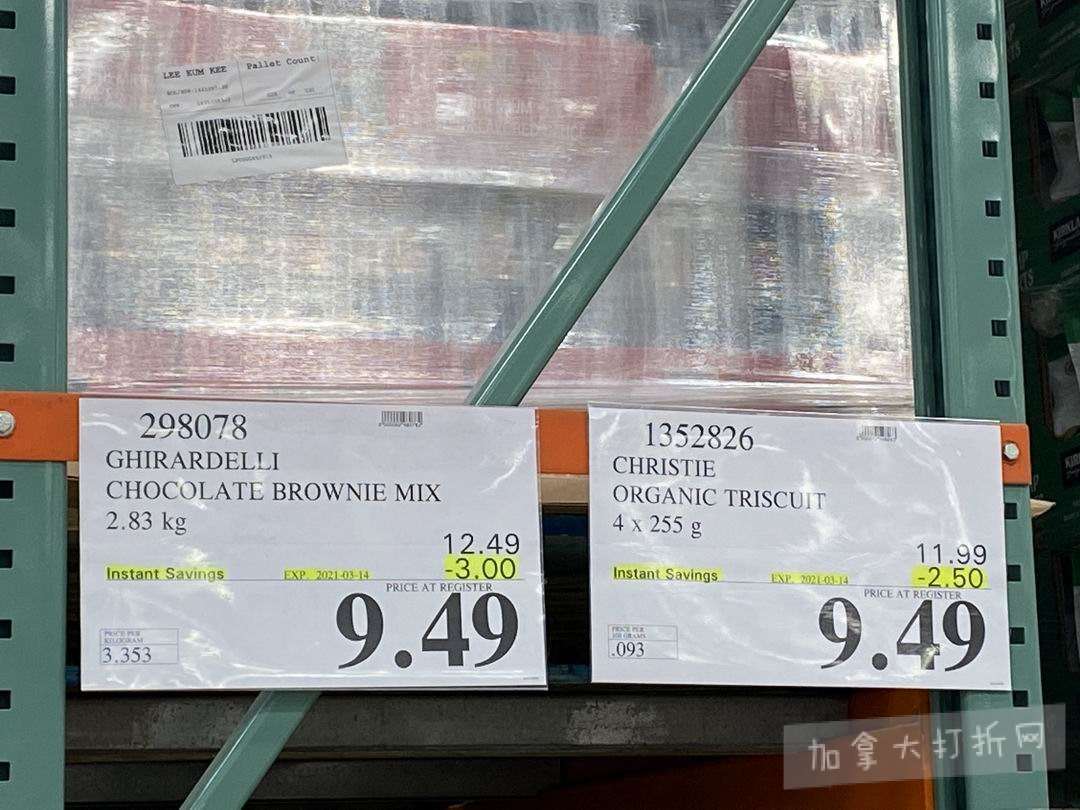 LEE KUM KEE
Pallet Count
298078
GHIRARDELLI
CHOCOLATE BROWNIE MIX
2.83 kg
12.49
Instant Savings EXP. 2021-03-14 -3.00
PRICE AT REGISTER
9.49
PRICE PER
KILOGRAM
3.353
1352826
CHRISTIE
ORGANIC TRISCUIT
4 x 255 g
11.99
Instant Savings EXP. 2021-03-14 -2.50
PRICE AT REGISTER
9.49
PRICE PER
100 GRAMS
.093
加拿大打折网